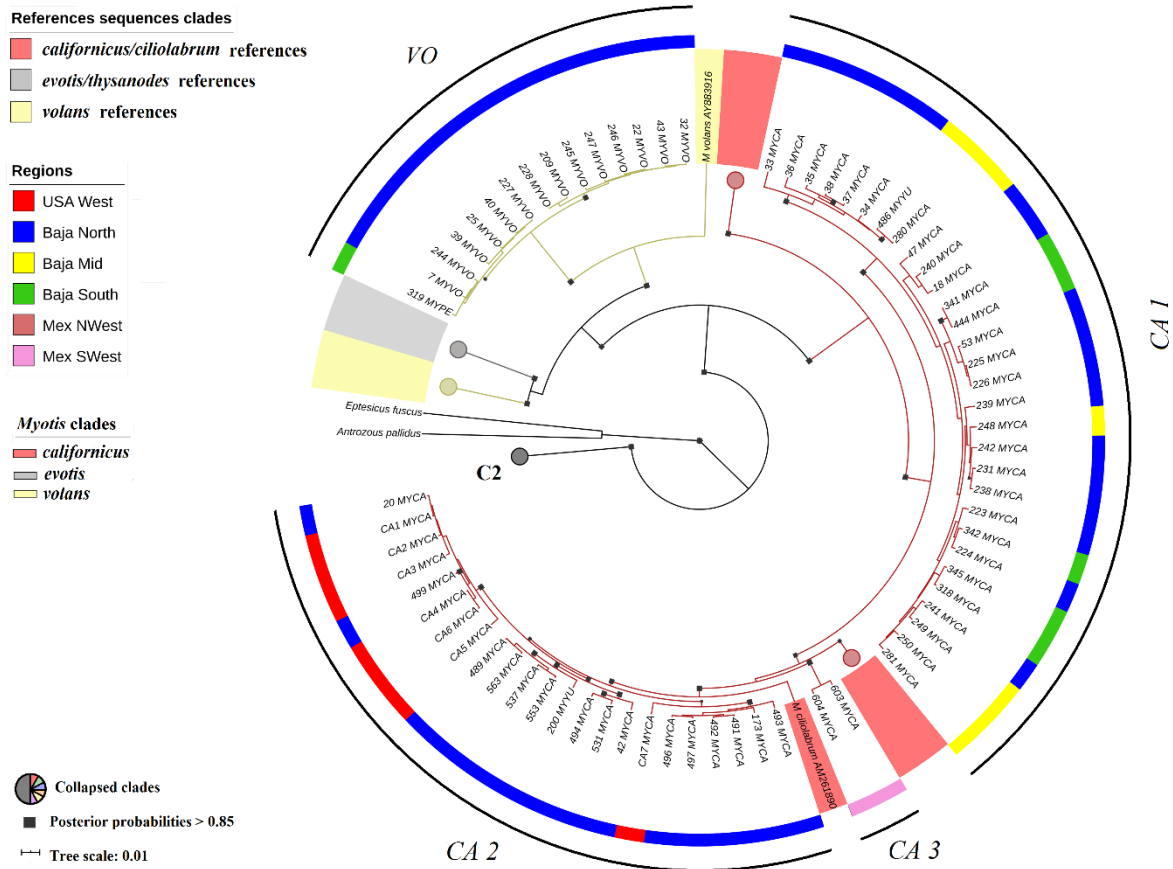 References sequences clades
californicus/ciliolabrum references
evotis/thysanodes references
volans references
Regions
USA West
Baja North
Baja Mid
Baja South
Mex NWest
Mex SWest
Myotis clades
californicus
evotis
volans
Collapsed clades
Posterior probabilities > 0.85
Tree scale: 0.01
VO
CA 1
CA 2
CA 3
C2
Eptesicus fuscus
Antrozous pallidus
319 MYPE
7 MYVO
244 MYVO
39 MYVO
25 MYVO
40 MYVO
227 MYVO
228 MYVO
209 MYVO
245 MYVO
247 MYVO
246 MYVO
22 MYVO
43 MYVO
32 MYVO
M volans AY883916
33 MYCA
36 MYCA
35 MYCA
39 MYCA
37 MYCA
34 MYCA
486 MYYU
280 MYCA
47 MYCA
240 MYCA
18 MYCA
341 MYCA
444 MYCA
53 MYCA
225 MYCA
226 MYCA
239 MYCA
248 MYCA
242 MYCA
231 MYCA
238 MYCA
223 MYCA
342 MYCA
224 MYCA
345 MYCA
318 MYCA
241 MYCA
249 MYCA
250 MYCA
281 MYCA
603 MYCA
604 MYCA
M ciliolabrum AM261890
493 MYCA
173 MYCA
491 MYCA
492 MYCA
497 MYCA
496 MYCA
CA7 MYCA
42 MYCA
531 MYCA
494 MYCA
200 MYYU
553 MYCA
537 MYCA
563 MYCA
489 MYCA
CA5 MYCA
CA6 MYCA
CA4 MYCA
499 MYCA
CA3 MYCA
CA2 MYCA
CA1 MYCA
20 MYCA